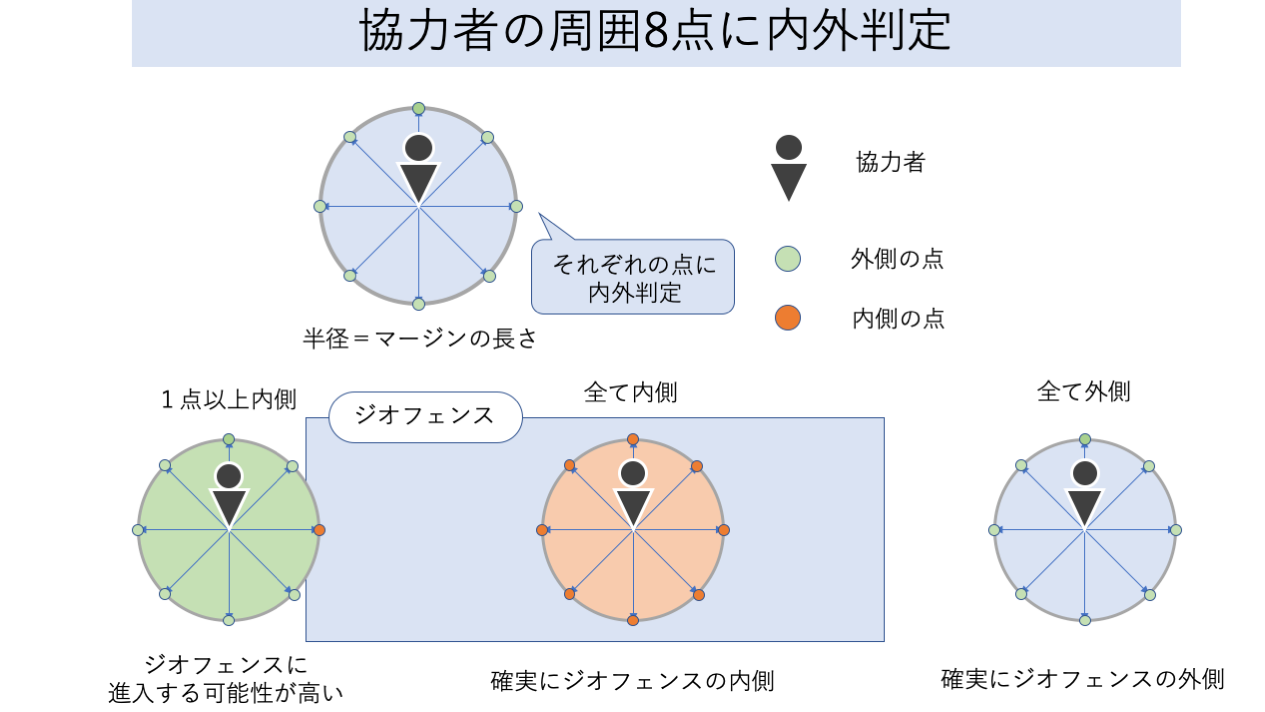 協力者の周囲8点に内外判定
協力者
それぞれの点に
内外判定
外側の点
内側の点
半径＝マージンの長さ
１点以上内側
ジオフェンス
全て内側
全て外側
ジオフェンスに
進入する可能性が高い
確実にジオフェンスの内側
確実にジオフェンスの外側